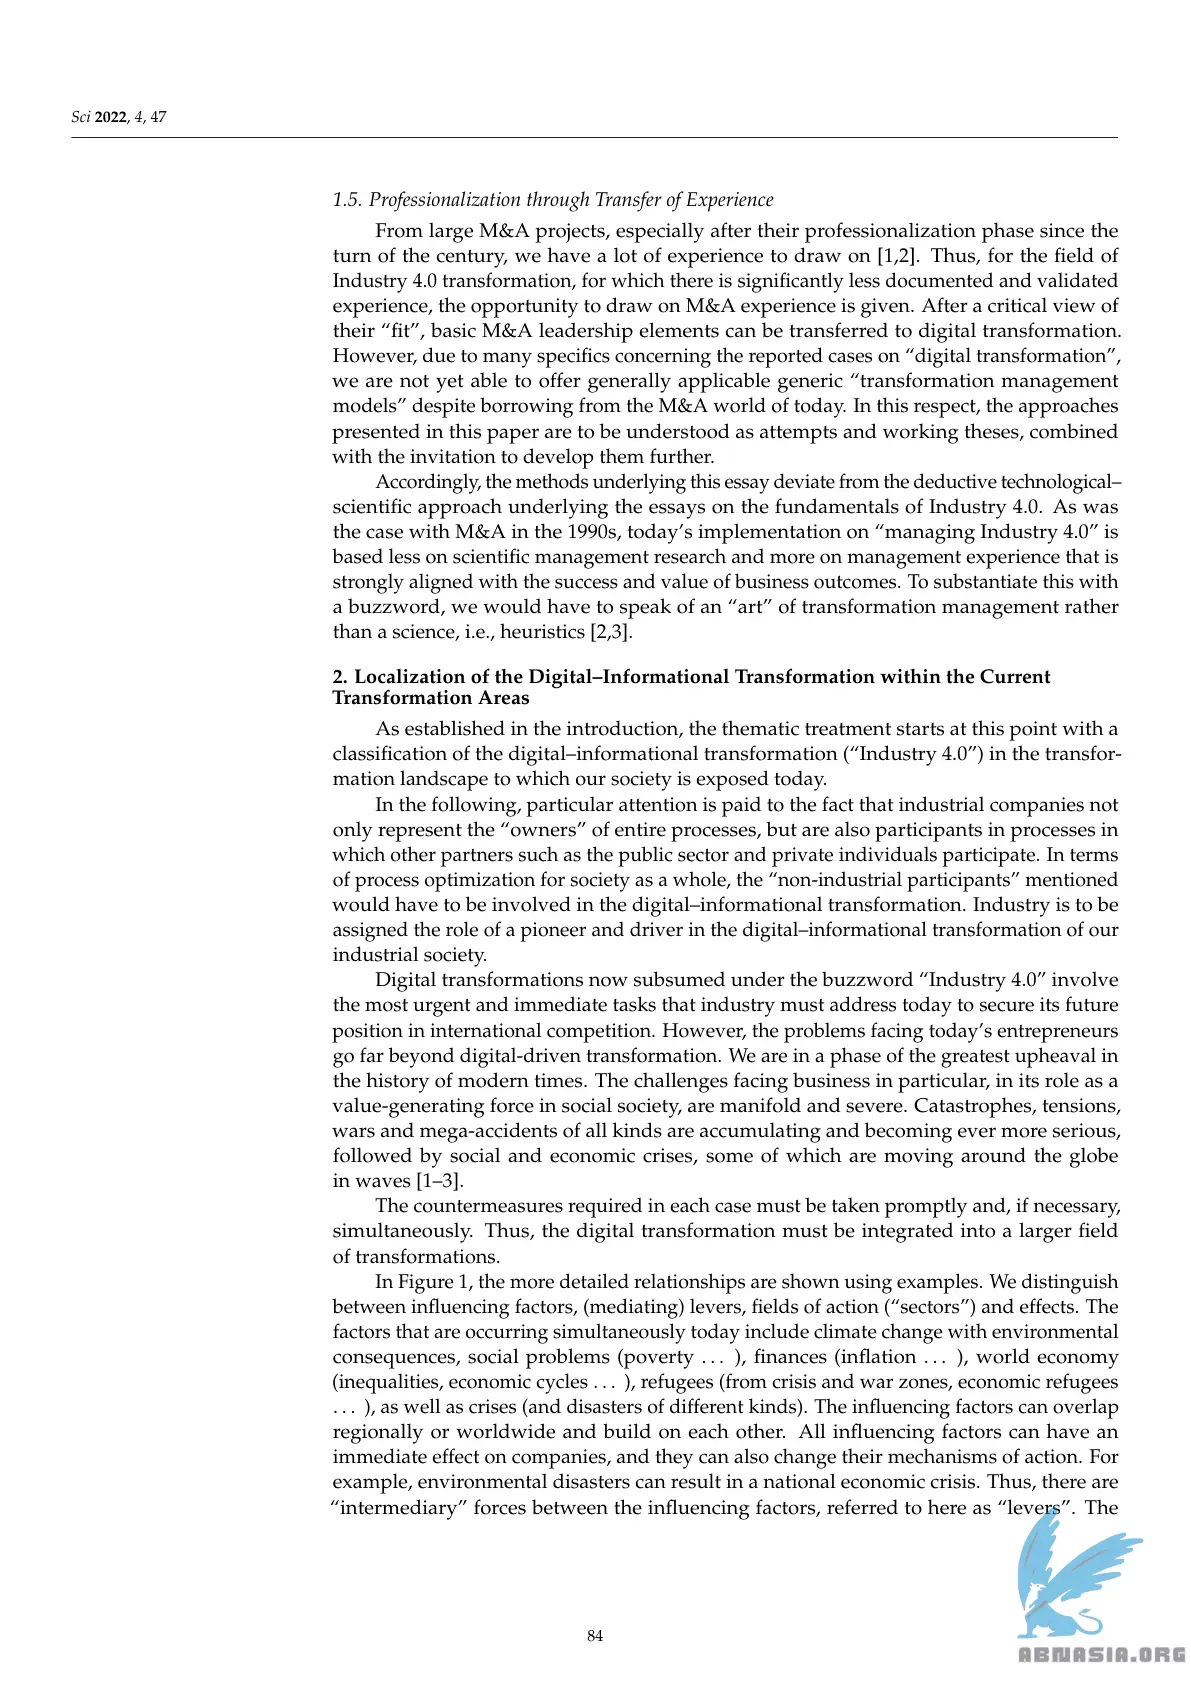 Sci 2022, 4, 47
1.5. Professionalization through Transfer of Experience
From large M&A projects, especially after their professionalization phase since the
turn of the century, we have a lot of experience to draw on [1,2]. Thus, for the field of
Industry 4.0 transformation, for which there is significantly less documented and validated
experience, the opportunity to draw on M&A experience is given. After a critical view of
their “fit”, basic M&A leadership elements can be transferred to digital transformation.
However, due to many specifics concerning the reported cases on “digital transformation”,
we are not yet able to offer generally applicable generic “transformation management
models” despite borrowing from the M&A world of today. In this respect, the approaches
presented in this paper are to be understood as attempts and working theses, combined
with the invitation to develop them further.
Accordingly, the methods underlying this essay deviate from the deductive technological–
scientific approach underlying the essays on the fundamentals of Industry 4.0. As was
the case with M&A in the 1990s, today’s implementation on “managing Industry 4.0” is
based less on scientific management research and more on management experience that is
strongly aligned with the success and value of business outcomes. To substantiate this with
a buzzword, we would have to speak of an “art” of transformation management rather
than a science, i.e., heuristics [2,3].
2. Localization of the Digital–Informational Transformation within the Current
Transformation Areas
As established in the introduction, the thematic treatment starts at this point with a
classification of the digital–informational transformation (“Industry 4.0”) in the transfor-
mation landscape to which our society is exposed today.
In the following, particular attention is paid to the fact that industrial companies not
only represent the “owners” of entire processes, but are also participants in processes in
which other partners such as the public sector and private individuals participate. In terms
of process optimization for society as a whole, the “non-industrial participants” mentioned
would have to be involved in the digital–informational transformation. Industry is to be
assigned the role of a pioneer and driver in the digital–informational transformation of our
industrial society.
Digital transformations now subsumed under the buzzword “Industry 4.0” involve
the most urgent and immediate tasks that industry must address today to secure its future
position in international competition. However, the problems facing today’s entrepreneurs
go far beyond digital-driven transformation. We are in a phase of the greatest upheaval in
the history of modern times. The challenges facing business in particular, in its role as a
value-generating force in social society, are manifold and severe. Catastrophes, tensions,
wars and mega-accidents of all kinds are accumulating and becoming ever more serious,
followed by social and economic crises, some of which are moving around the globe
in waves [1–3].
The countermeasures required in each case must be taken promptly and, if necessary,
simultaneously. Thus, the digital transformation must be integrated into a larger field
of transformations.
In Figure 1, the more detailed relationships are shown using examples. We distinguish
between influencing factors, (mediating) levers, fields of action (“sectors”) and effects. The
factors that are occurring simultaneously today include climate change with environmental
consequences, social problems (poverty . . . ), finances (inflation . . . ), world economy
(inequalities, economic cycles . . . ), refugees (from crisis and war zones, economic refugees
. . . ), as well as crises (and disasters of different kinds). The influencing factors can overlap
regionally or worldwide and build on each other. All influencing factors can have an
immediate effect on companies, and they can also change their mechanisms of action. For
example, environmental disasters can result in a national economic crisis. Thus, there are
“intermediary” forces between the influencing factors, referred to here as “levers”. The
84
ABNASIA.ORG